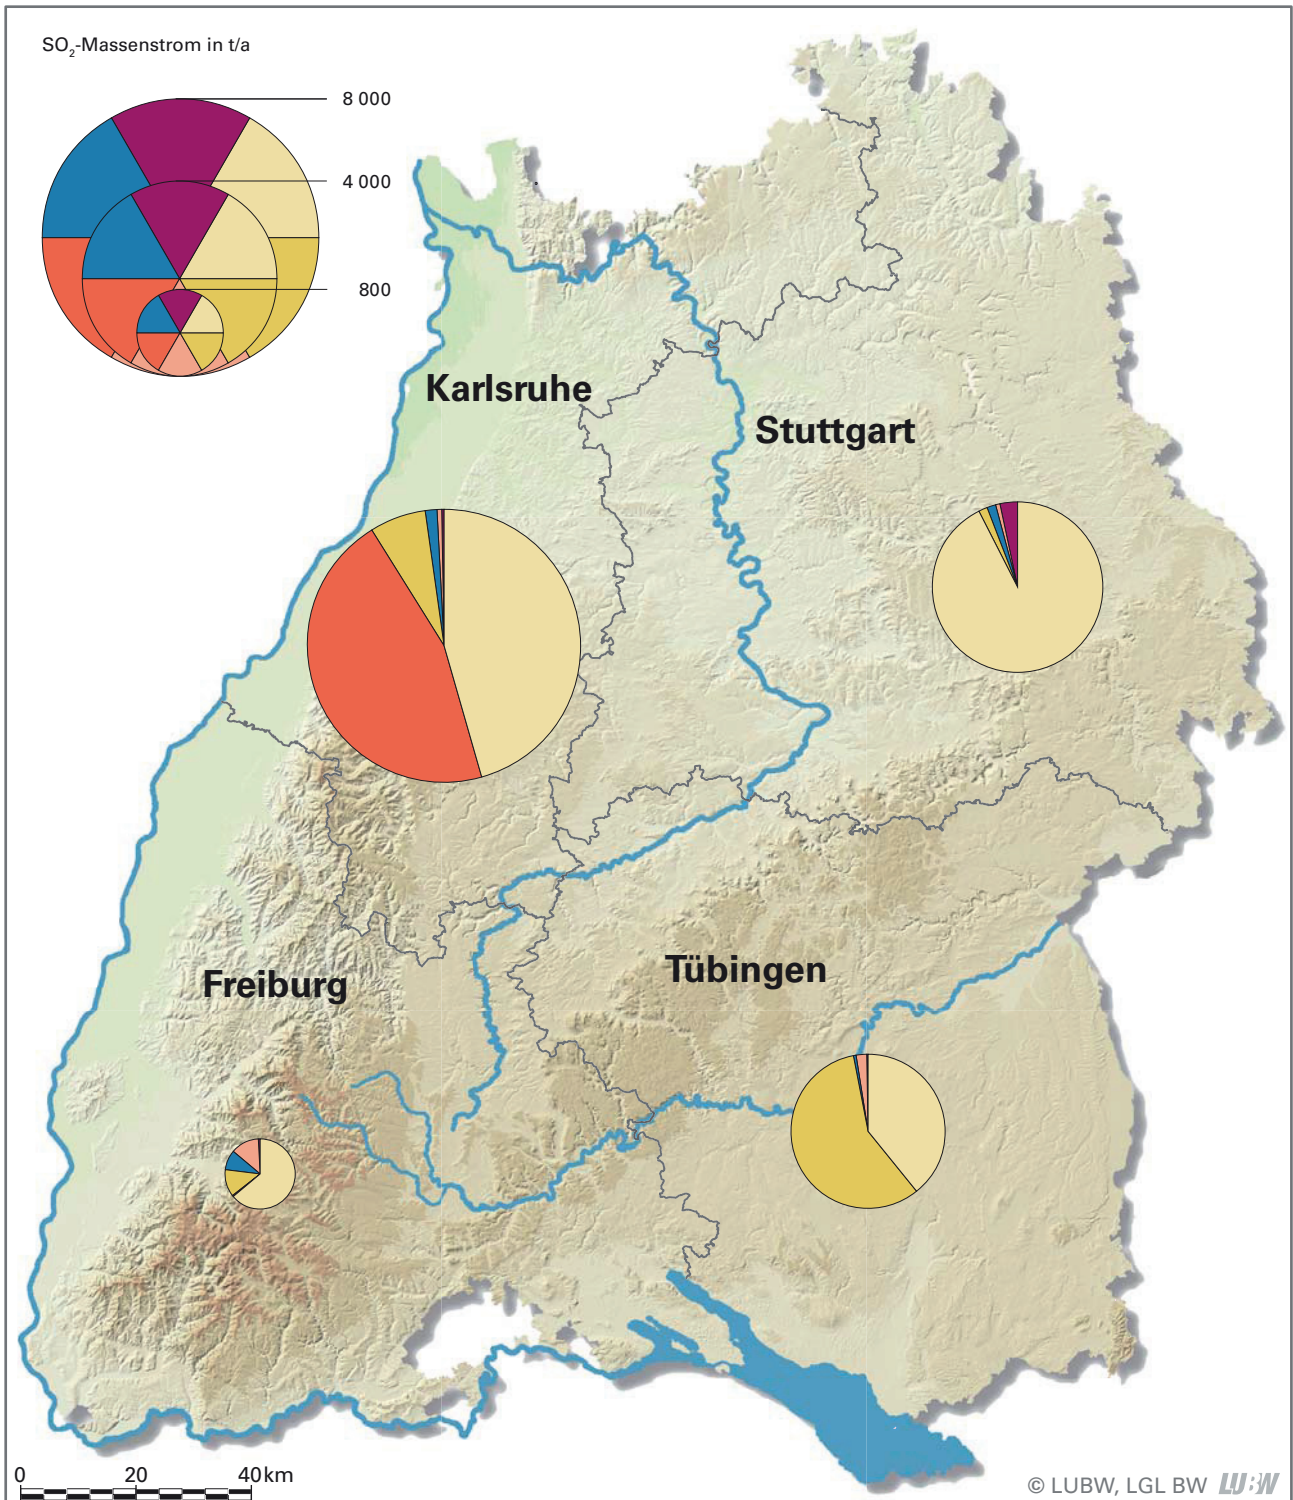 SO₂-Massenstrom in t/a
8 000
4 000
800
Karlsruhe
Stuttgart
Freiburg
Tübingen
0 20 40 km
© LUBW, LGL BW LUBW